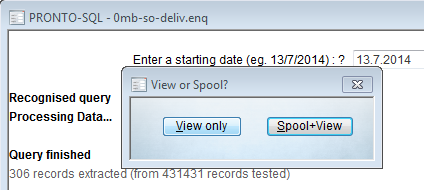 PRONTO-SQL - 0mb-so-deliv.enq
Enter a starting date (eg. 13/7/2014) : ? 13.7.2014
View or Spool?
Recognised query
View only Spool+View
Processing Data...
Query finished
306 records extracted (from 431431 records tested)